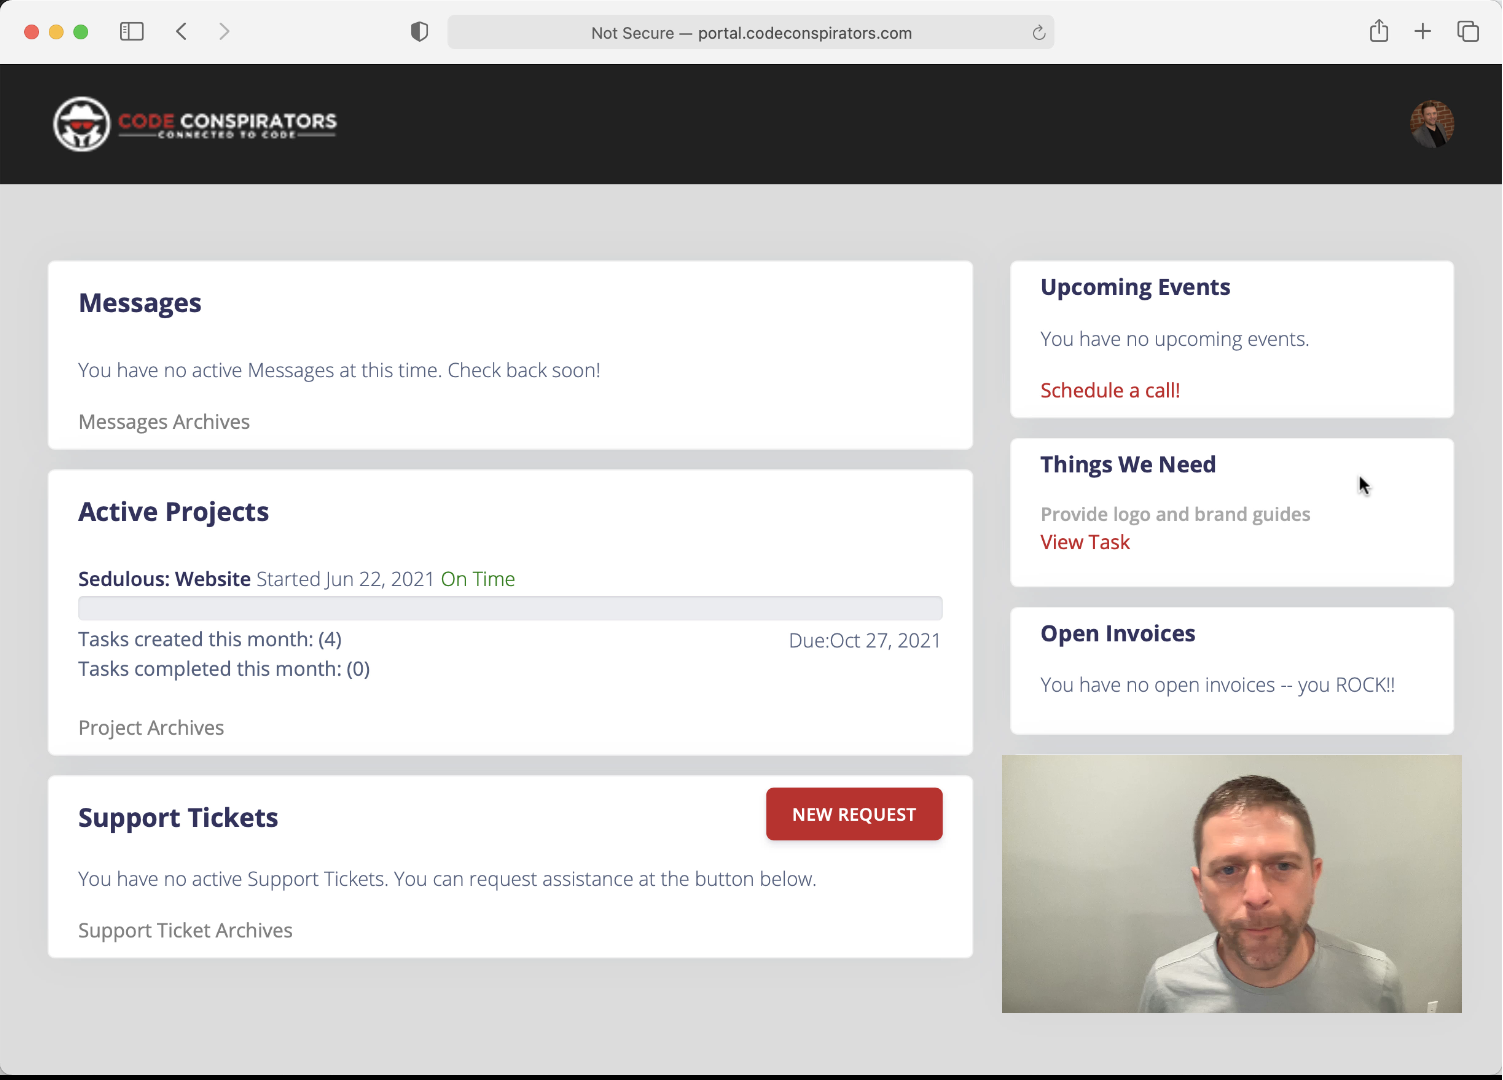 Not Secure — portal.codeconspirators.com
CODE CONSPIRATORS
CONNECTED TO CODE
Messages
You have no active Messages at this time. Check back soon!
Messages Archives
Active Projects
Sedulous: Website Started Jun 22, 2021 On Time
Tasks created this month: (4)
Due:Oct 27, 2021
Tasks completed this month: (0)
Project Archives
Support Tickets
NEW REQUEST
You have no active Support Tickets. You can request assistance at the button below.
Support Ticket Archives
Upcoming Events
You have no upcoming events.
Schedule a call!
Things We Need
Provide logo and brand guides
View Task
Open Invoices
You have no open invoices -- you ROCK!!